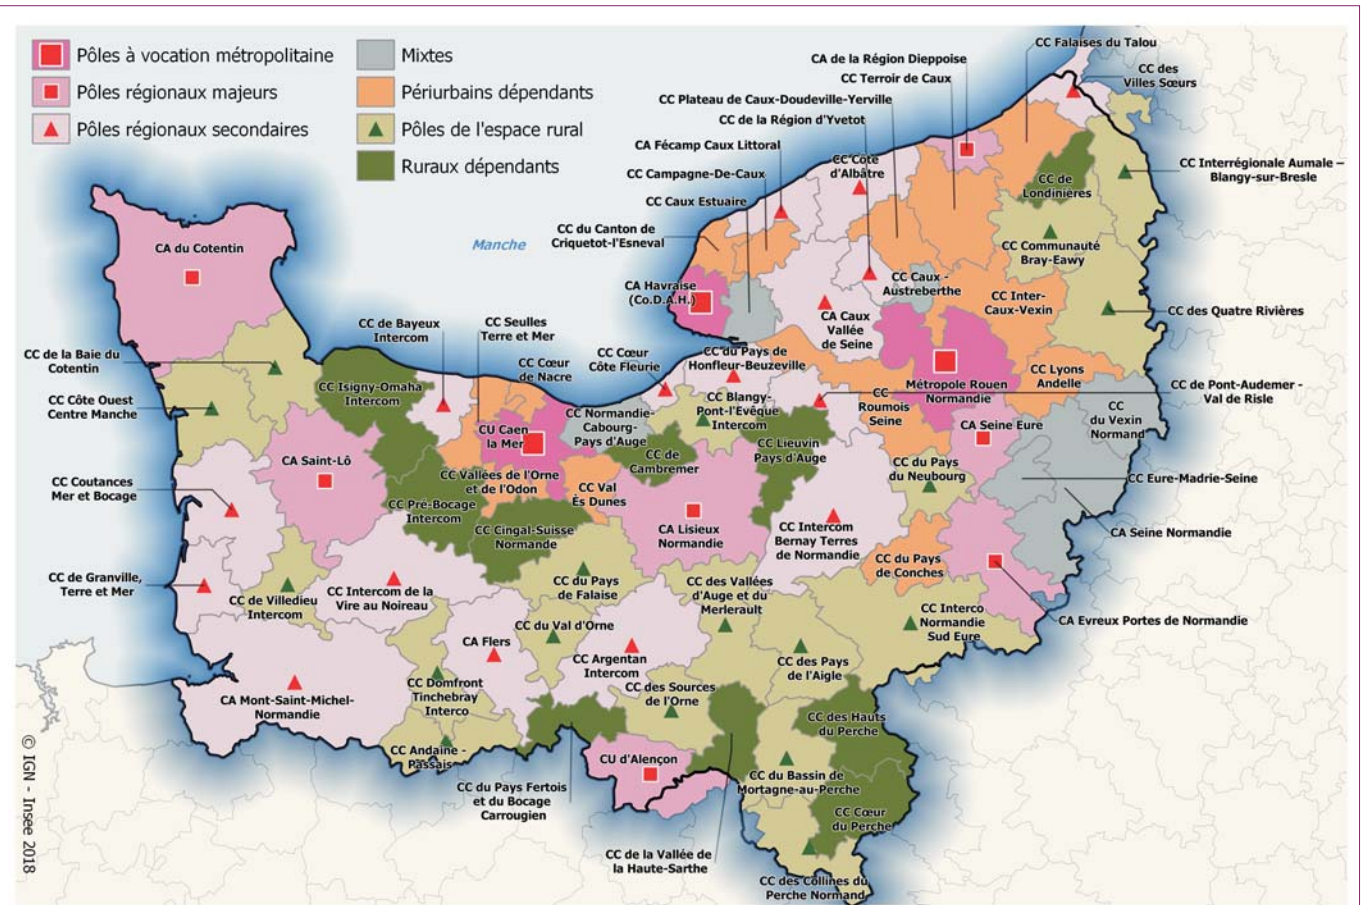 Pôles à vocation métropolitaine
Pôles régionaux majeurs
Pôles régionaux secondaires
Mixtes
Périurbains dépendants
Pôles de l'espace rural
Ruraux dépendants
CC Falaises du Talou
CA de la Région Dieppoise
CC des
Villes Sœurs
CC Terroir de Caux
CC Plateau de Caux-Doudeville-Yerville
CC de la Région d'Yvetot
CA Fécamp Caux Littoral
CC Côte
d'Albâtre
CC Interrégionale Aumale –
Blangy-sur-Bresle
CC Campagne-De-Caux
CC de
Londinières
CC Caux Estuaire
CC du Canton de
Criquetot-l'Esneval
CA du Cotentin
Manche
CC Communauté
Bray-Eawy
CA Havraise
(Co.D.A.H.)
CC Caux -
Austreberthe
CC Inter-
Caux-Vexin
CC des Quatre Rivières
CA Caux
Vallée
de Seine
CC de Bayeux
Intercom
CC Seulles
Terre et Mer
CC de la Baie du
Cotentin
CC Cœur
de Nacre
CC Cœur
Côte Fleurie
CC du Pays de
Honfleur-Beuzeville
CC Lyons
Andelle
Métropole Rouen
Normandie
CC de Pont-Audemer -
Val de Risle
CC Isigny-Omaha
Intercom
CC Côte Ouest
Centre Manche
CC Blangy-
Pont-l'Évêque
Intercom
CC
Roumois
Seine
CC Normandie-
Cabourg-
Pays d'Auge
CC
du Vexin
Normand
CA Seine Eure
CU Caen
la Mer
CC Lieuvin
Pays d'Auge
CC de
Cambremer
CA Saint-Lô
CC Vallées de l'Orne
et de l'Odon
CC du Pays
du Neubourg
CC Coutances
Mer et Bocage
CC Val
Ès Dunes
CC Eure-Madrie-Seine
CC Pré-Bocage
Intercom
CC Cingal-Suisse
Normande
CA Lisieux
Normandie
CC Intercom
Bernay Terres
de Normandie
CA Seine Normandie
CC du Pays
de Conches
CC de Granville,
Terre et Mer
CC de Villedieu
Intercom
CC Intercom de la
Vire au Noireau
CC du Pays
de Falaise
CC des Vallées
d'Auge et du
Merlerault
CC Interco
Normandie
Sud Eure
CA Evreux Portes de Normandie
CC du Val d'Orne
CA Flers
CC Argentan
Intercom
CC des Pays
de l'Aigle
CC Domfront
Tinchebray
Interco
CC des Sources
de l'Orne
CA Mont-Saint-Michel-
Normandie
CC des Hauts
du Perche
CC Andaine -
Passais
CU d'Alençon
CC du Pays Fertois
et du Bocage
Carrougien
CC du Bassin de
Mortagne-au-Perche
CC Cœur
du Perche
CC de la Vallée de
la Haute-Sarthe
CC des Collines du
Perche Normand
© IGN - Insee 2018